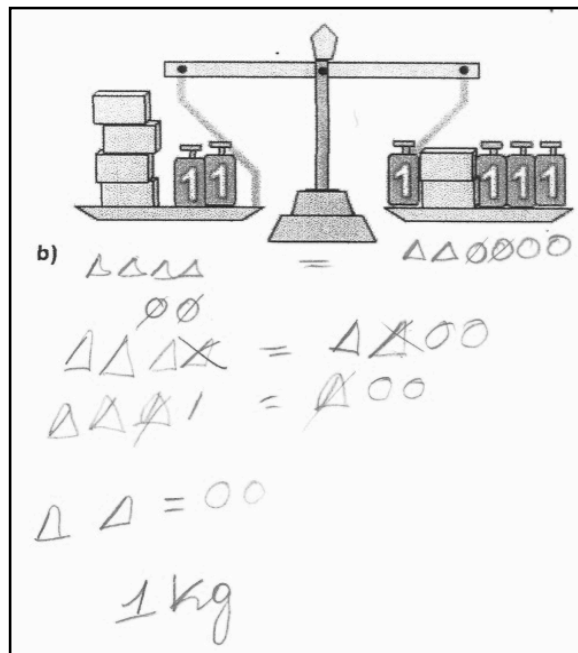 1 1 1 1 1 1
b) △ △ △ △ = △ △ ∅ ∅ O O
∅ ∅
△ △ △ △ = △ △ O O
△ △ △ / = △ O O
△ △ = O O
1 kg